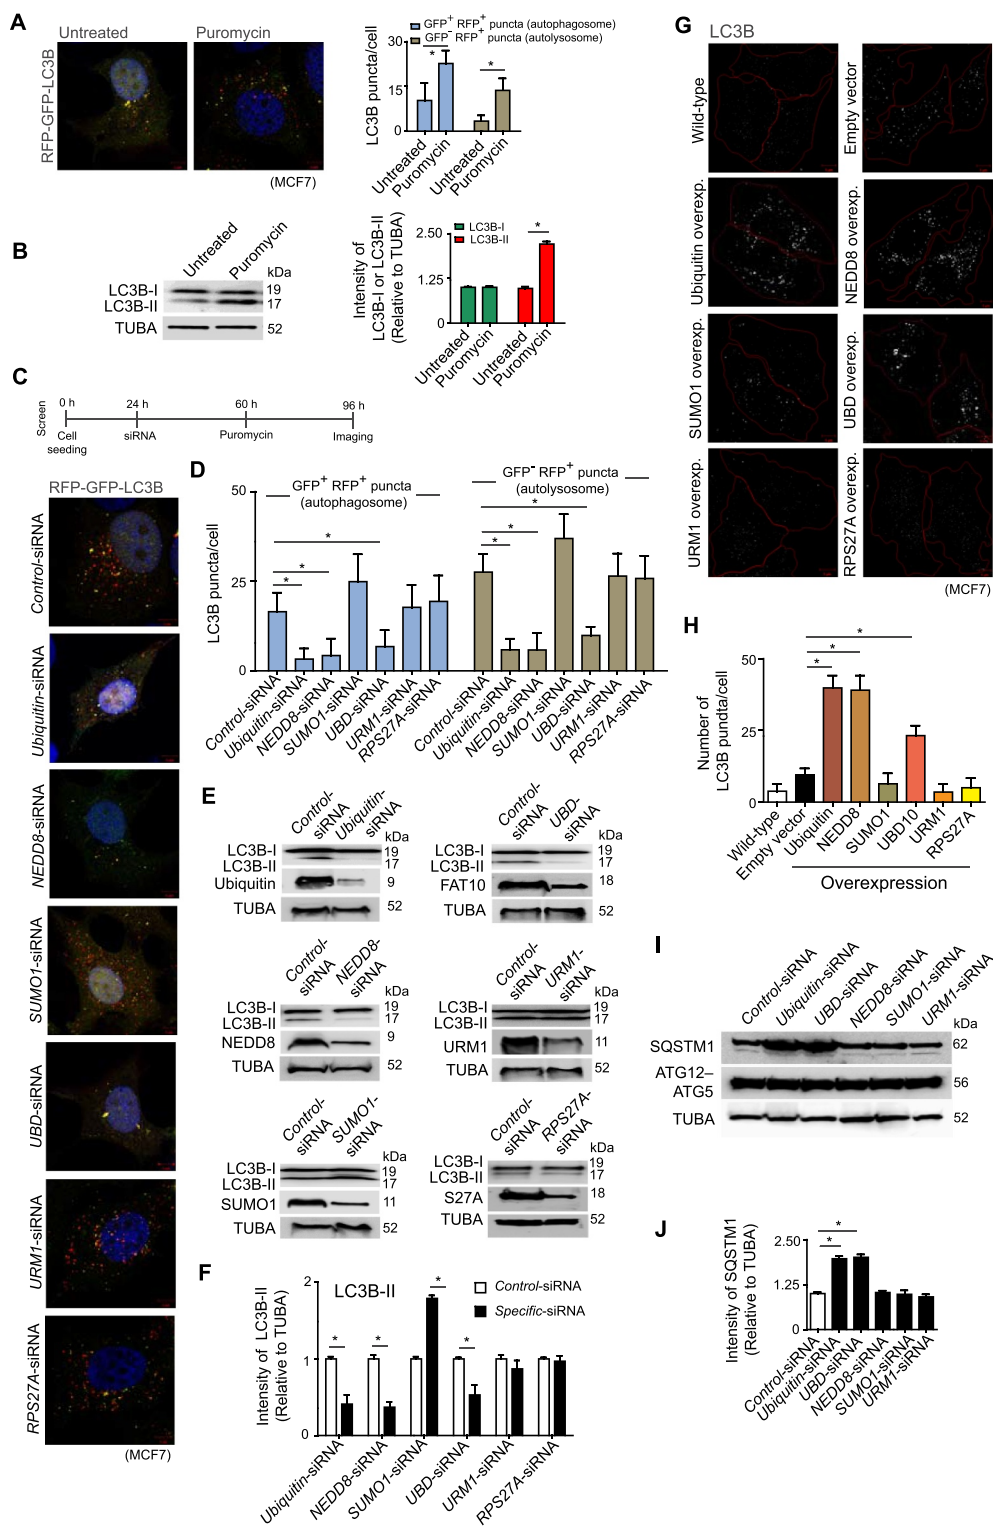 A
Untreated
Puromycin
RFP-GFP-LC3B
(MCF7)
GFP+ RFP+ puncta (autophagosome)
GFP- RFP+ puncta (autolysosome)
LC3B puncta/cell
30
15
0
*
*
Untreated
Puromycin
Untreated
Puromycin
B
Untreated
Puromycin
kDa
LC3B-I
19
LC3B-II
17
TUBA
52
Intensity of
LC3B-I or LC3B-II
(Relative to TUBA)
2.50
1.25
0
LC3B-I
LC3B-II
*
Untreated
Puromycin
Untreated
Puromycin
C
Screen
0 h
24 h
60 h
96 h
Cell
seeding
siRNA
Puromycin
Imaging
RFP-GFP-LC3B
Control-siRNA
Ubiquitin-siRNA
NEDD8-siRNA
SUMO1-siRNA
UBD-siRNA
URM1-siRNA
RPS27A-siRNA
(MCF7)
D
GFP+ RFP+ puncta
(autophagosome)
GFP- RFP+ puncta
(autolysosome)
LC3B puncta/cell
50
25
0
*
*
*
*
*
*
Control-siRNA
Ubiquitin-siRNA
NEDD8-siRNA
SUMO1-siRNA
UBD-siRNA
URM1-siRNA
RPS27A-siRNA
Control-siRNA
Ubiquitin-siRNA
NEDD8-siRNA
SUMO1-siRNA
UBD-siRNA
URM1-siRNA
RPS27A-siRNA
E
Control-
siRNA
Ubiquitin-
siRNA
kDa
LC3B-I
19
LC3B-II
17
Ubiquitin
9
TUBA
52
Control-
siRNA
UBD-
siRNA
kDa
LC3B-I
19
LC3B-II
17
FAT10
18
TUBA
52
Control-
siRNA
NEDD8-
siRNA
kDa
LC3B-I
19
LC3B-II
17
NEDD8
9
TUBA
52
Control-
siRNA
URM1-
siRNA
kDa
LC3B-I
19
LC3B-II
17
URM1
11
TUBA
52
Control-
siRNA
SUMO1-
siRNA
kDa
LC3B-I
19
LC3B-II
17
SUMO1
11
TUBA
52
Control-
siRNA
RPS27A-
siRNA
kDa
LC3B-I
19
LC3B-II
17
S27A
18
TUBA
52
F
LC3B-II
Control-siRNA
Specific-siRNA
Intensity of LC3B-II
(Relative to TUBA)
2
1
0
*
*
*
*
Ubiquitin-siRNA
NEDD8-siRNA
SUMO1-siRNA
UBD-siRNA
URM1-siRNA
RPS27A-siRNA
G
LC3B
Wild-type
Empty vector
Ubiquitin overexp.
NEDD8 overexp.
SUMO1 overexp.
UBD overexp.
URM1 overexp.
RPS27A overexp.
(MCF7)
H
Number of
LC3B pundta/cell
50
25
0
*
*
*
Wild-type
Empty vector
Ubiquitin
NEDD8
SUMO1
UBD10
URM1
RPS27A
Overexpression
I
Control-siRNA
Ubiquitin-siRNA
UBD-siRNA
NEDD8-siRNA
SUMO1-siRNA
URM1-siRNA
kDa
SQSTM1
62
ATG12–
ATG5
56
TUBA
52
J
Intensity of SQSTM1
(Relative to TUBA)
2.50
1.25
0
*
*
Control-siRNA
Ubiquitin-siRNA
UBD-siRNA
NEDD8-siRNA
SUMO1-siRNA
URM1-siRNA